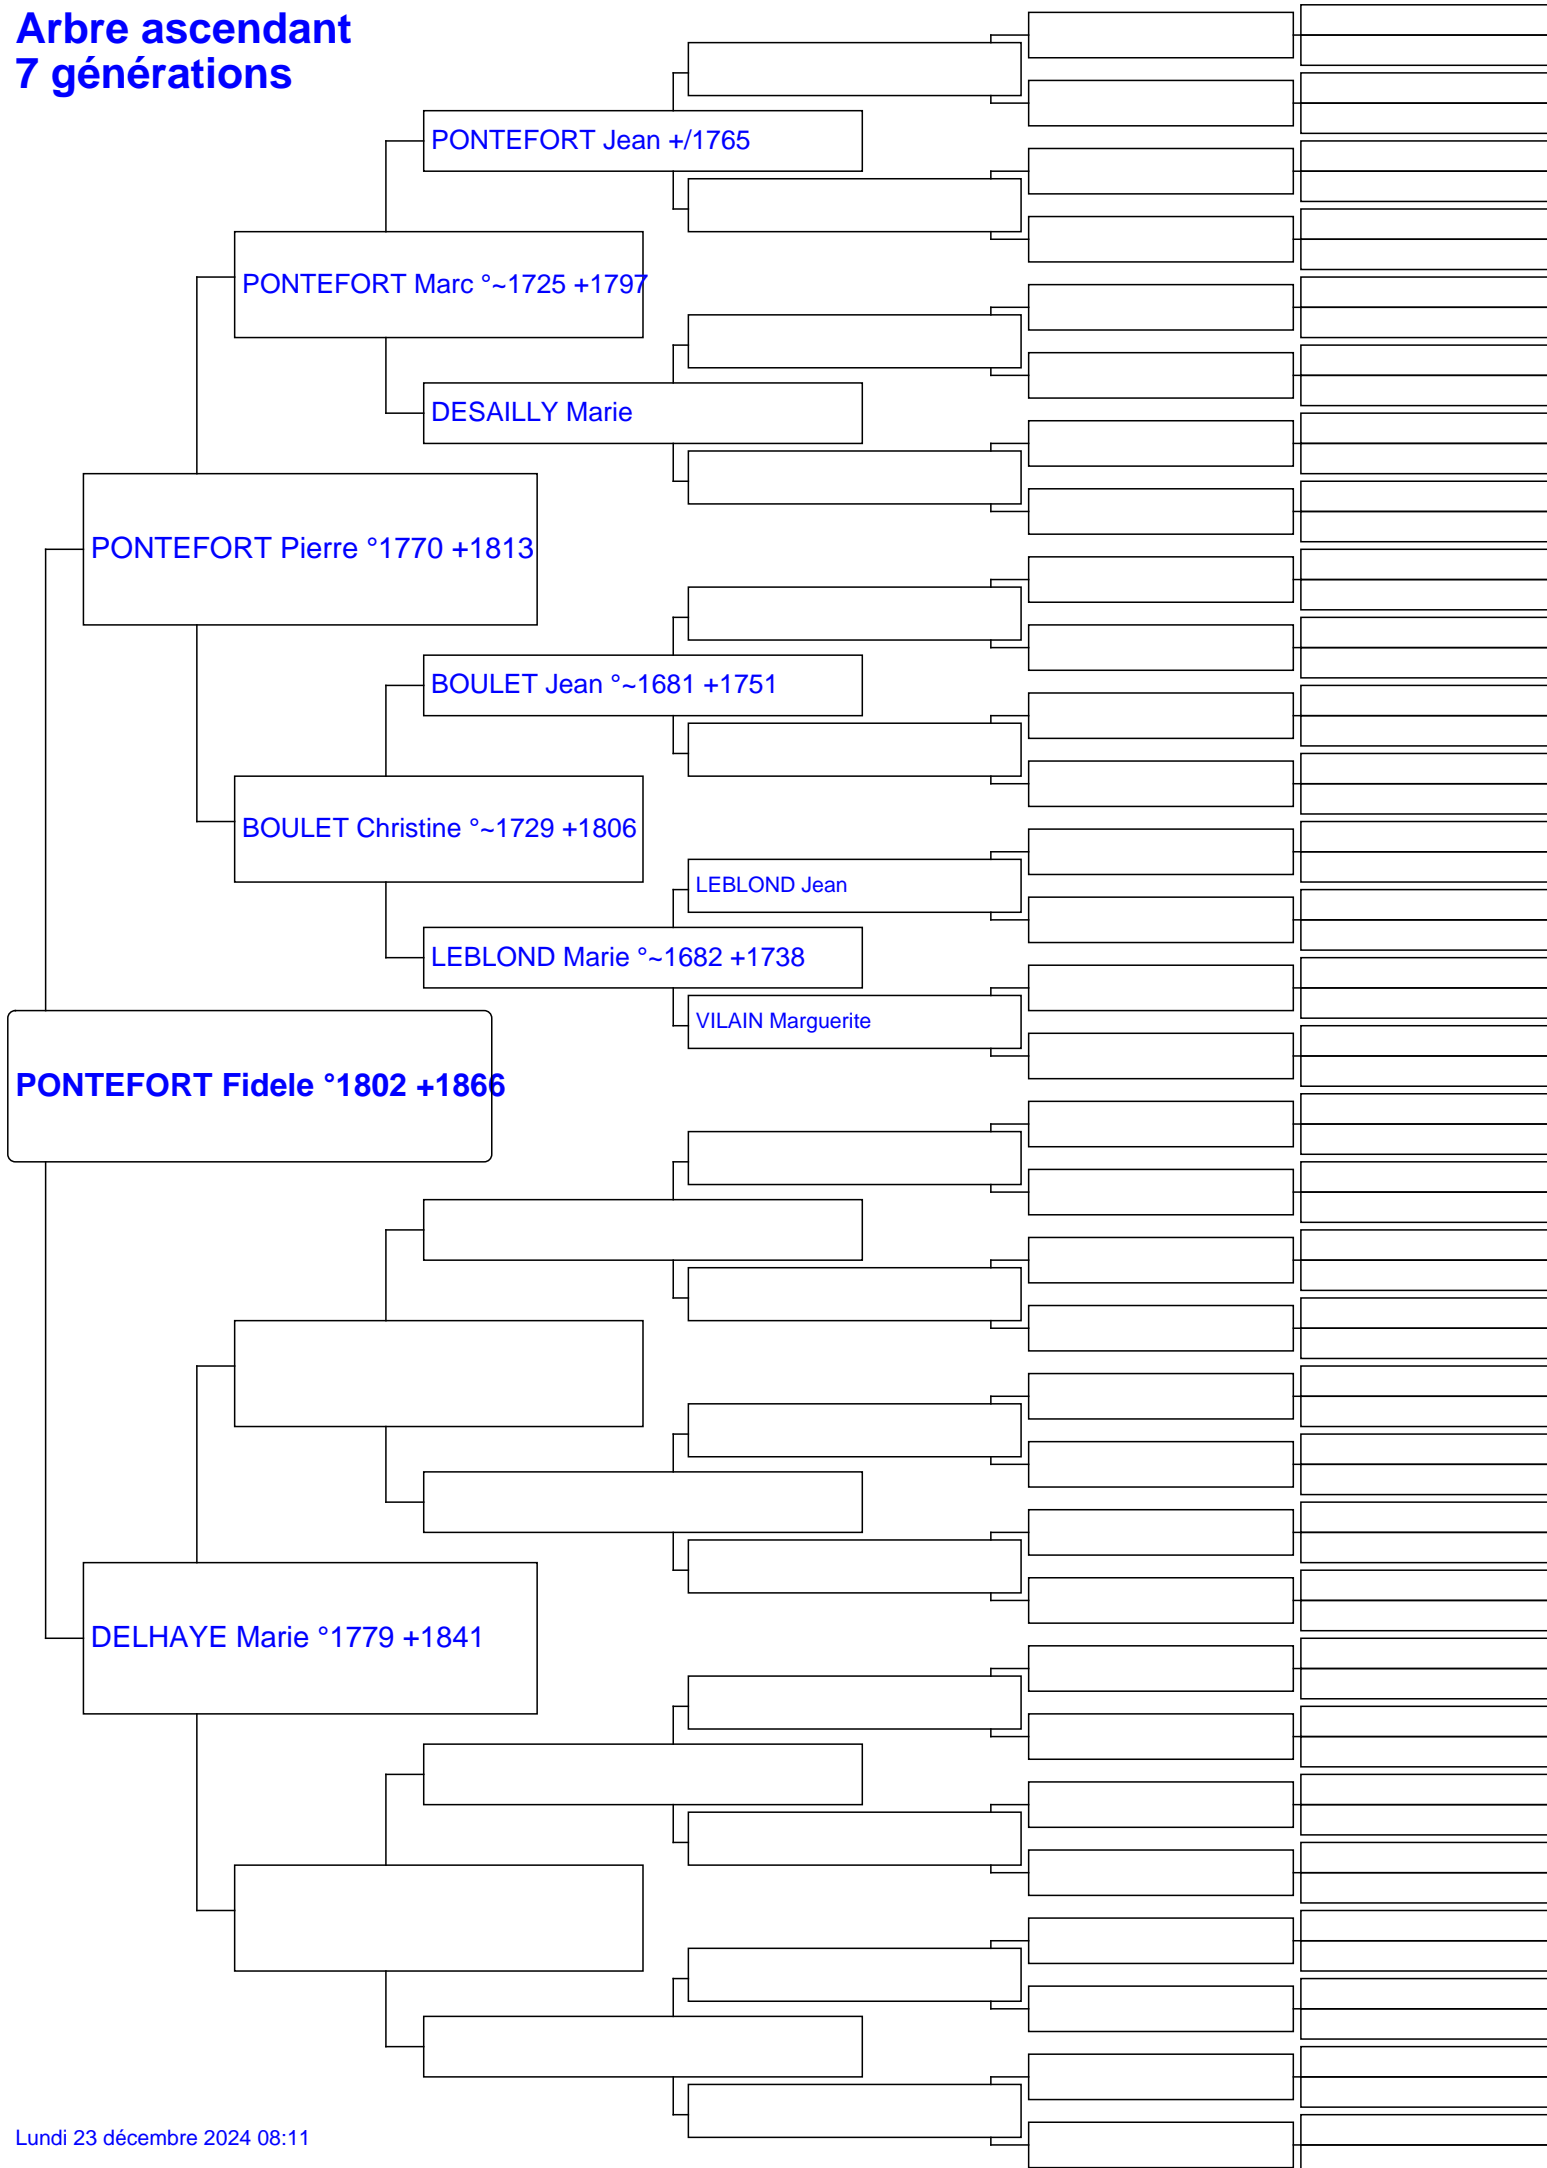 Arbre ascendant
7 générations
PONTEFORT Jean +/1765
PONTEFORT Marc °~1725 +1797
DESAILLY Marie
PONTEFORT Pierre °1770 +1813
BOULET Jean °~1681 +1751
BOULET Christine °~1729 +1806
LEBLOND Jean
LEBLOND Marie °~1682 +1738
VILAIN Marguerite
PONTEFORT Fidele °1802 +1866
DELHAYE Marie °1779 +1841
Lundi 23 décembre 2024 08:11